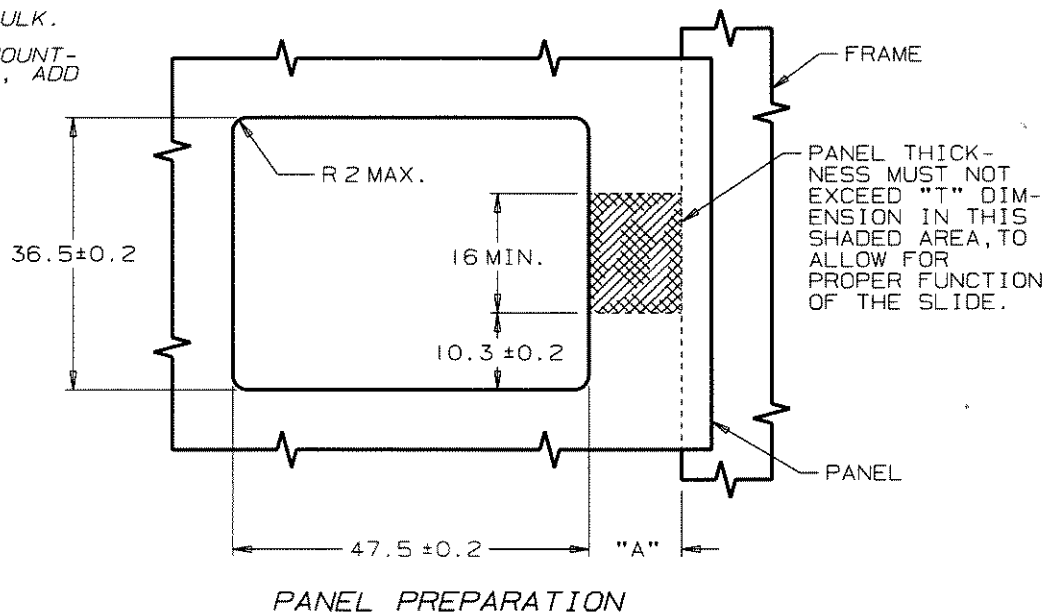 ULK.
OUNT-
, ADD
FRAME
R 2 MAX.
PANEL THICK-
NESS MUST NOT
EXCEED "T" DIM-
ENSION IN THIS
SHADED AREA, TO
ALLOW FOR
PROPER FUNCTION
OF THE SLIDE.
36.5±0.2
16 MIN.
10.3 ±0.2
PANEL
47.5 ±0.2
"A"
PANEL PREPARATION